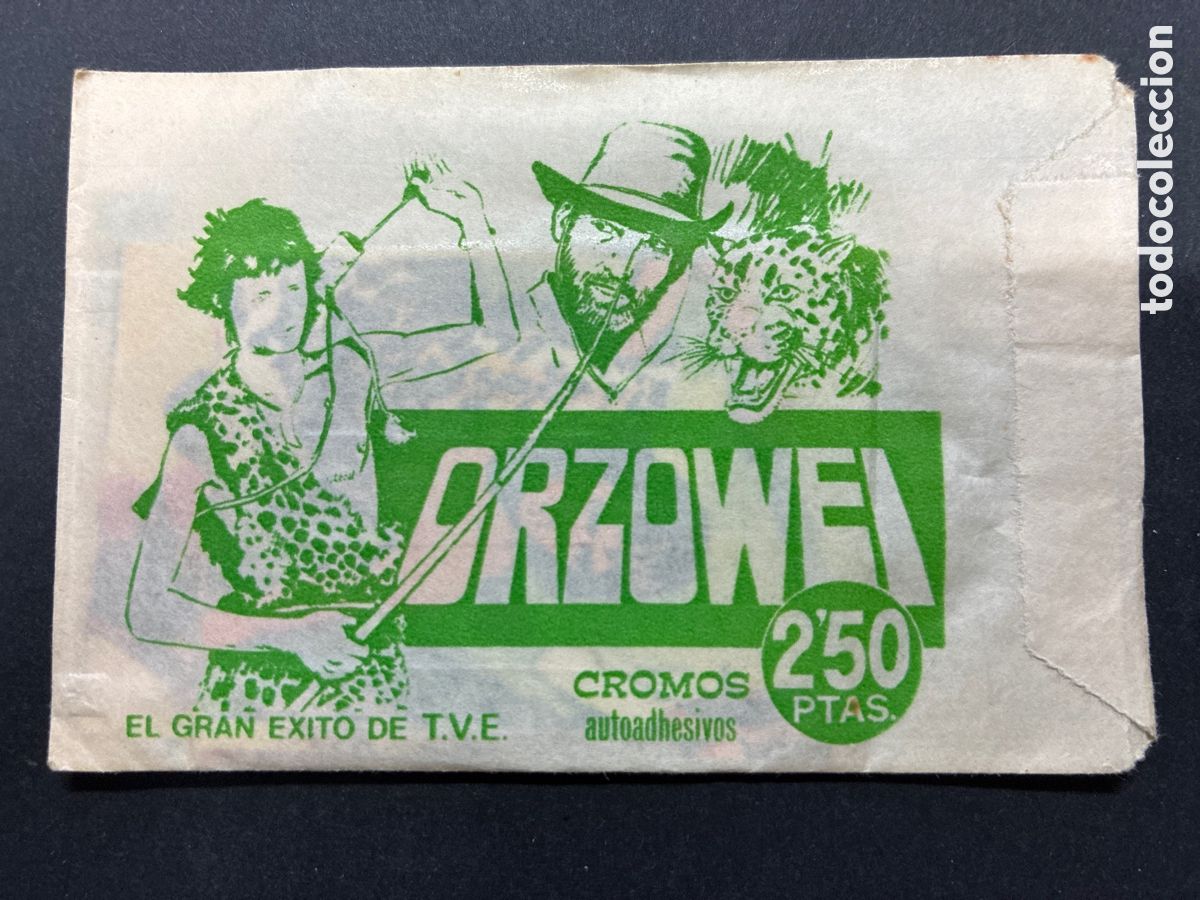 ORZOWEI
2'50
PTAS.
CROMOS
autoadhesivos
EL GRAN EXITO DE T.V.E.
todocoleccion